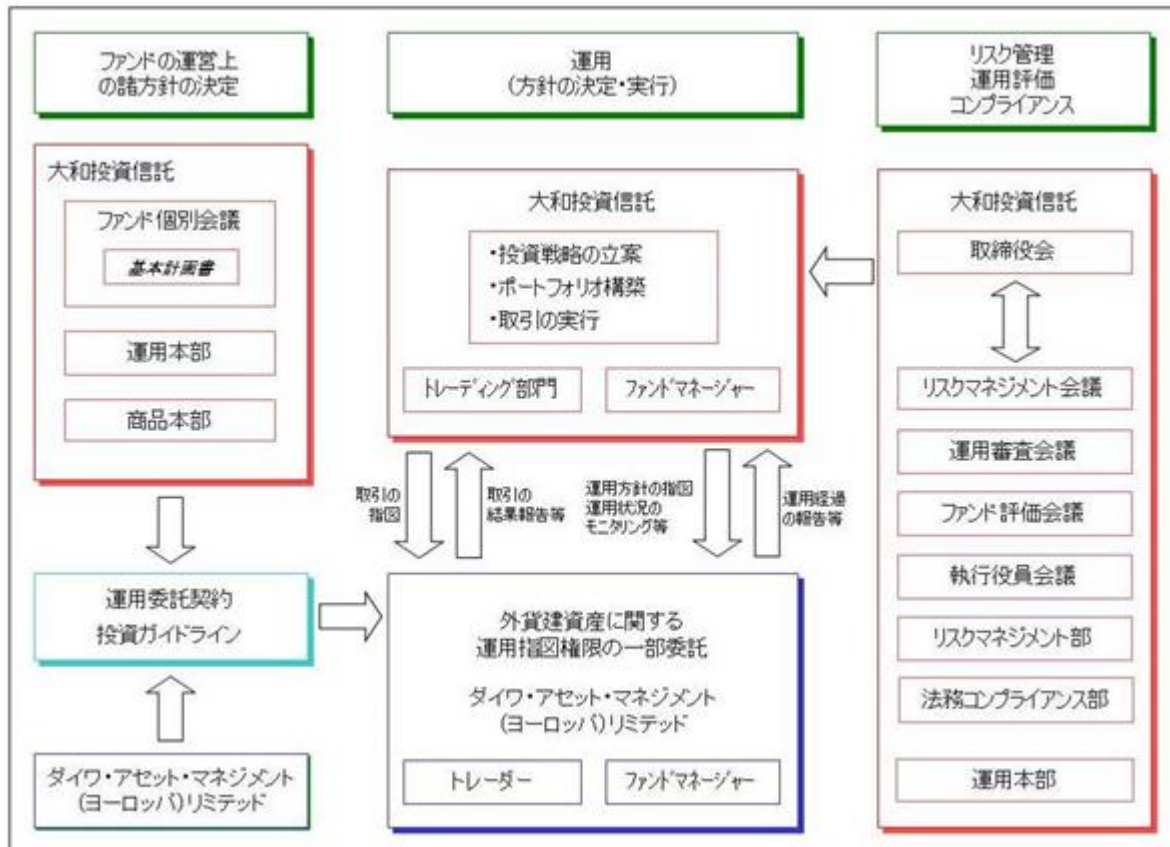 ファンドの運営上
の諸方針の決定
運用
(方針の決定・実行)
リスク管理
運用評価
コンプライアンス
大和投資信託
ファンド個別会議
基本計画書
運用本部
商品本部
大和投資信託
・投資戦略の立案
・ポートフォリオ構築
・取引の実行
トレーディング部門
ファンドマネージャー
大和投資信託
取締役会
リスクマネジメント会議
運用審査会議
ファンド評価会議
執行役員会議
リスクマネジメント部
法務コンプライアンス部
運用本部
取引の
指図
取引の
結果報告等
運用方針の指図
運用状況の
モニタリング等
運用経過
の報告等
運用委託契約
投資ガイドライン
外貨建資産に関する
運用指図権限の一部委託
ダイワ・アセット・マネジメント
(ヨーロッパ)リミテッド
トレーダー
ファンドマネージャー
ダイワ・アセット・マネジメント
(ヨーロッパ)リミテッド